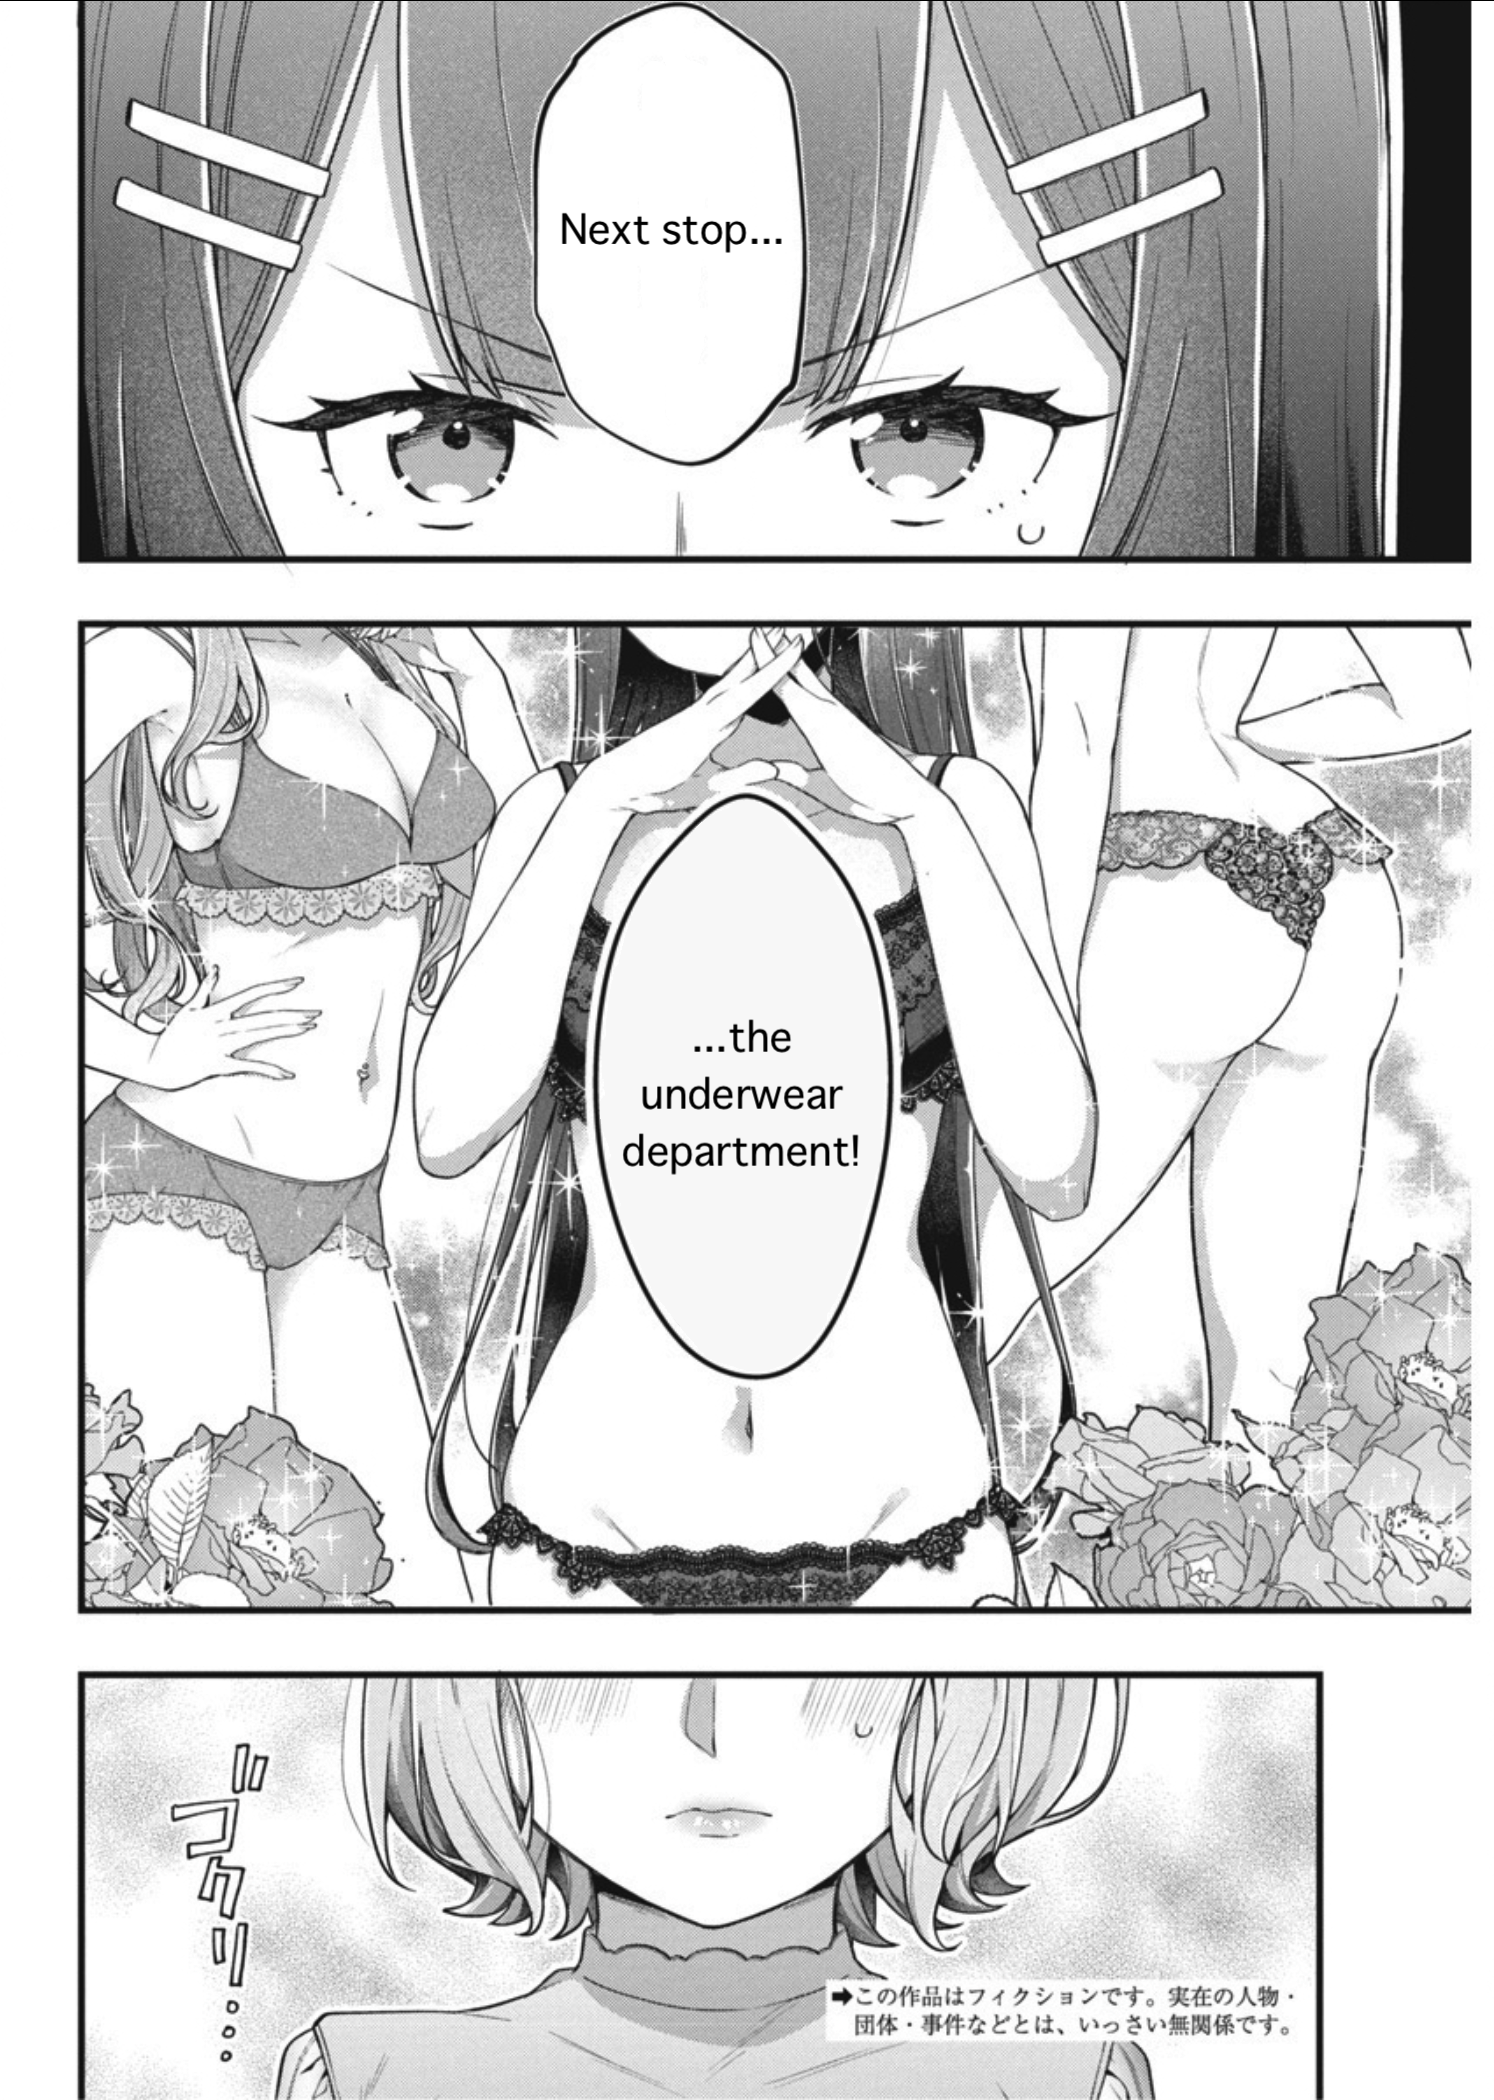 Next stop...
...the
underwear
department!
ゴクリ...
➡この作品はフィクションです。実在の人物・
団体・事件などとは、いっさい無関係です。